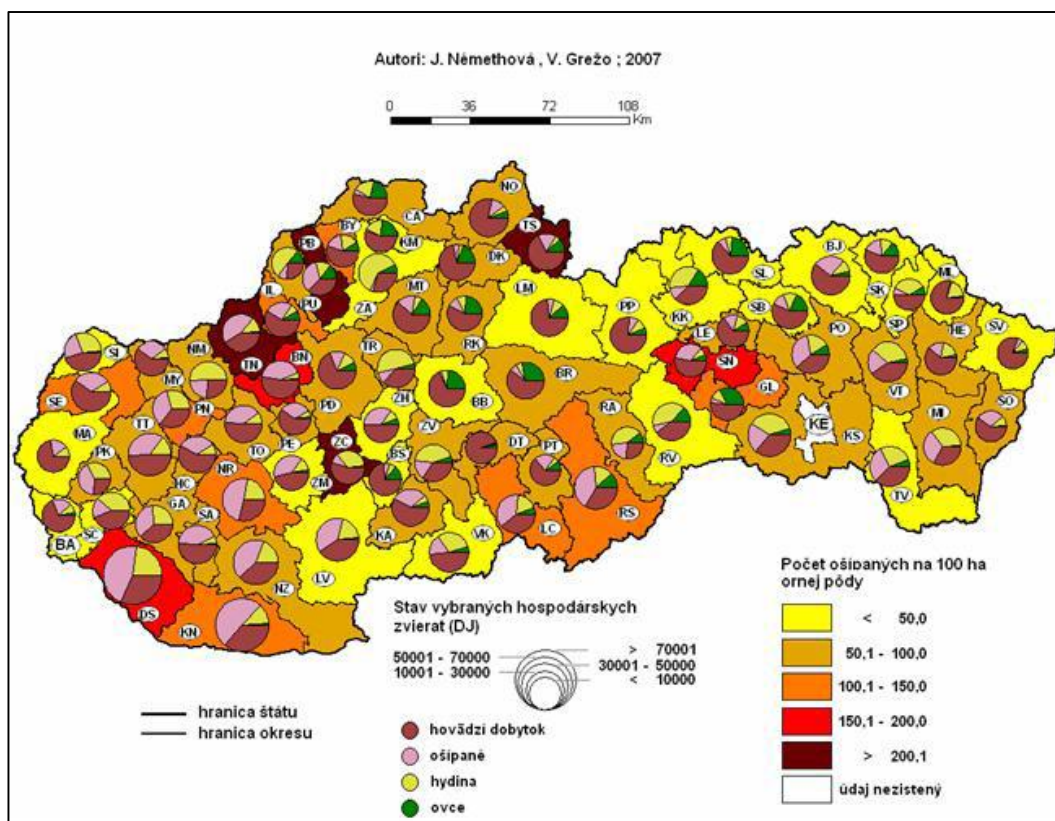 Autori: J. Némethová , V. Grežo ; 2007
0 36 72 108
Km
NO
CA
BY
TS
PB
KM
DK
BJ
SL
ML
IL
PU
ZA
MT
LM
PP
KK
SB
SK
SP
HE
SV
SI
NM
TN
BN
TR
RK
LE
SN
PO
MY
SE
PD
ZH
BB
BR
GL
VT
MI
SO
PN
TT
MA
PK
TO
PE
ZC
ZV
BS
DT
PT
RA
RV
KE
KS
TV
HC
NR
ZM
GA
SA
SC
BA
KA
VK
LC
RS
LV
NZ
DS
KN
Stav vybraných hospodárskych
zvierat (DJ)
50001 - 70000
10001 - 30000
> 70001
30001 - 50000
< 10000
hranica štátu
hranica okresu
hovädzí dobytok
ošípané
hydina
ovce
Počet ošípaných na 100 ha
ornej pôdy
< 50,0
50,1 - 100,0
100,1 - 150,0
150,1 - 200,0
> 200,1
údaj nezistený